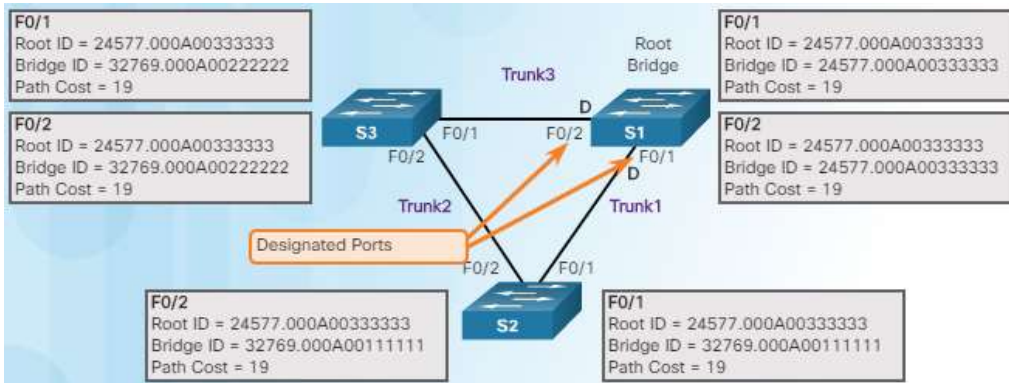 F0/1
Root ID = 24577.000A00333333
Bridge ID = 32769.000A00222222
Path Cost = 19
F0/2
Root ID = 24577.000A00333333
Bridge ID = 32769.000A00222222
Path Cost = 19
Root
Bridge
Trunk3
D
S3
F0/1
F0/2
S1
F0/2
F0/1
D
F0/1
Root ID = 24577.000A00333333
Bridge ID = 24577.000A00333333
Path Cost = 19
F0/2
Root ID = 24577.000A00333333
Bridge ID = 24577.000A00333333
Path Cost = 19
Trunk2
Trunk1
Designated Ports
F0/2
F0/1
S2
F0/2
Root ID = 24577.000A00333333
Bridge ID = 32769.000A00111111
Path Cost = 19
F0/1
Root ID = 24577.000A00333333
Bridge ID = 32769.000A00111111
Path Cost = 19